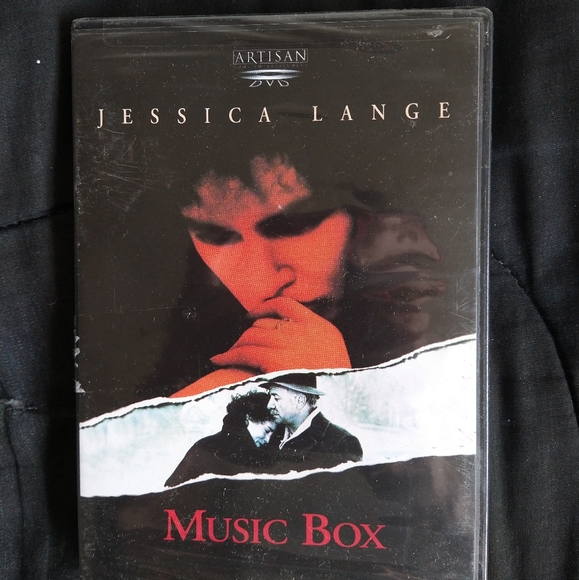 ARTISAN
DVD
JESSICA LANGE
MUSIC BOX